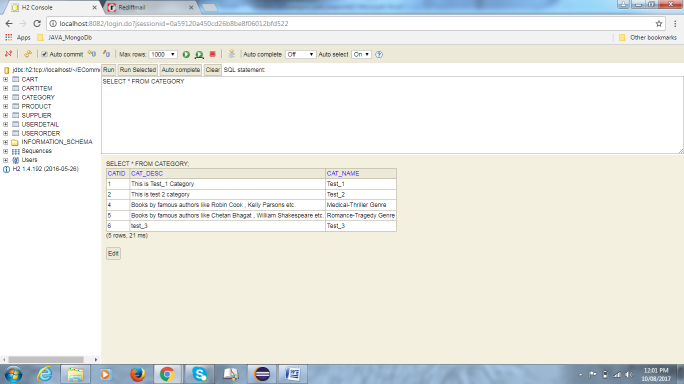 H2 Console
Rediffmail
localhost:8082/login.do?jsessionid=0a59120a450cd26b8be8f06012bfd522
Apps JAVA_MongoDb Other bookmarks
Auto commit Max rows: 1000 Auto complete Off Auto select On
jdbc:h2:tcp://localhost/~/EComm
CART
CARTITEM
CATEGORY
PRODUCT
SUPPLIER
USERDETAIL
USERORDER
INFORMATION_SCHEMA
Sequences
Users
H2 1.4.192 (2016-05-26)
Run Run Selected Auto complete Clear SQL statement:
SELECT * FROM CATEGORY
SELECT * FROM CATEGORY;
CATID CAT_DESC CAT_NAME
1 This is Test_1 Category Test_1
2 This is test 2 category Test_2
4 Books by famous authors like Robin Cook , Kelly Parsons etc. Medical-Thriller Genre
5 Books by famous authors like Chetan Bhagat , William Shakespeare etc. Romance-Tragedy Genre
6 test_3 Test_3
(5 rows, 21 ms)
Edit
12:01 PM
10/08/2017